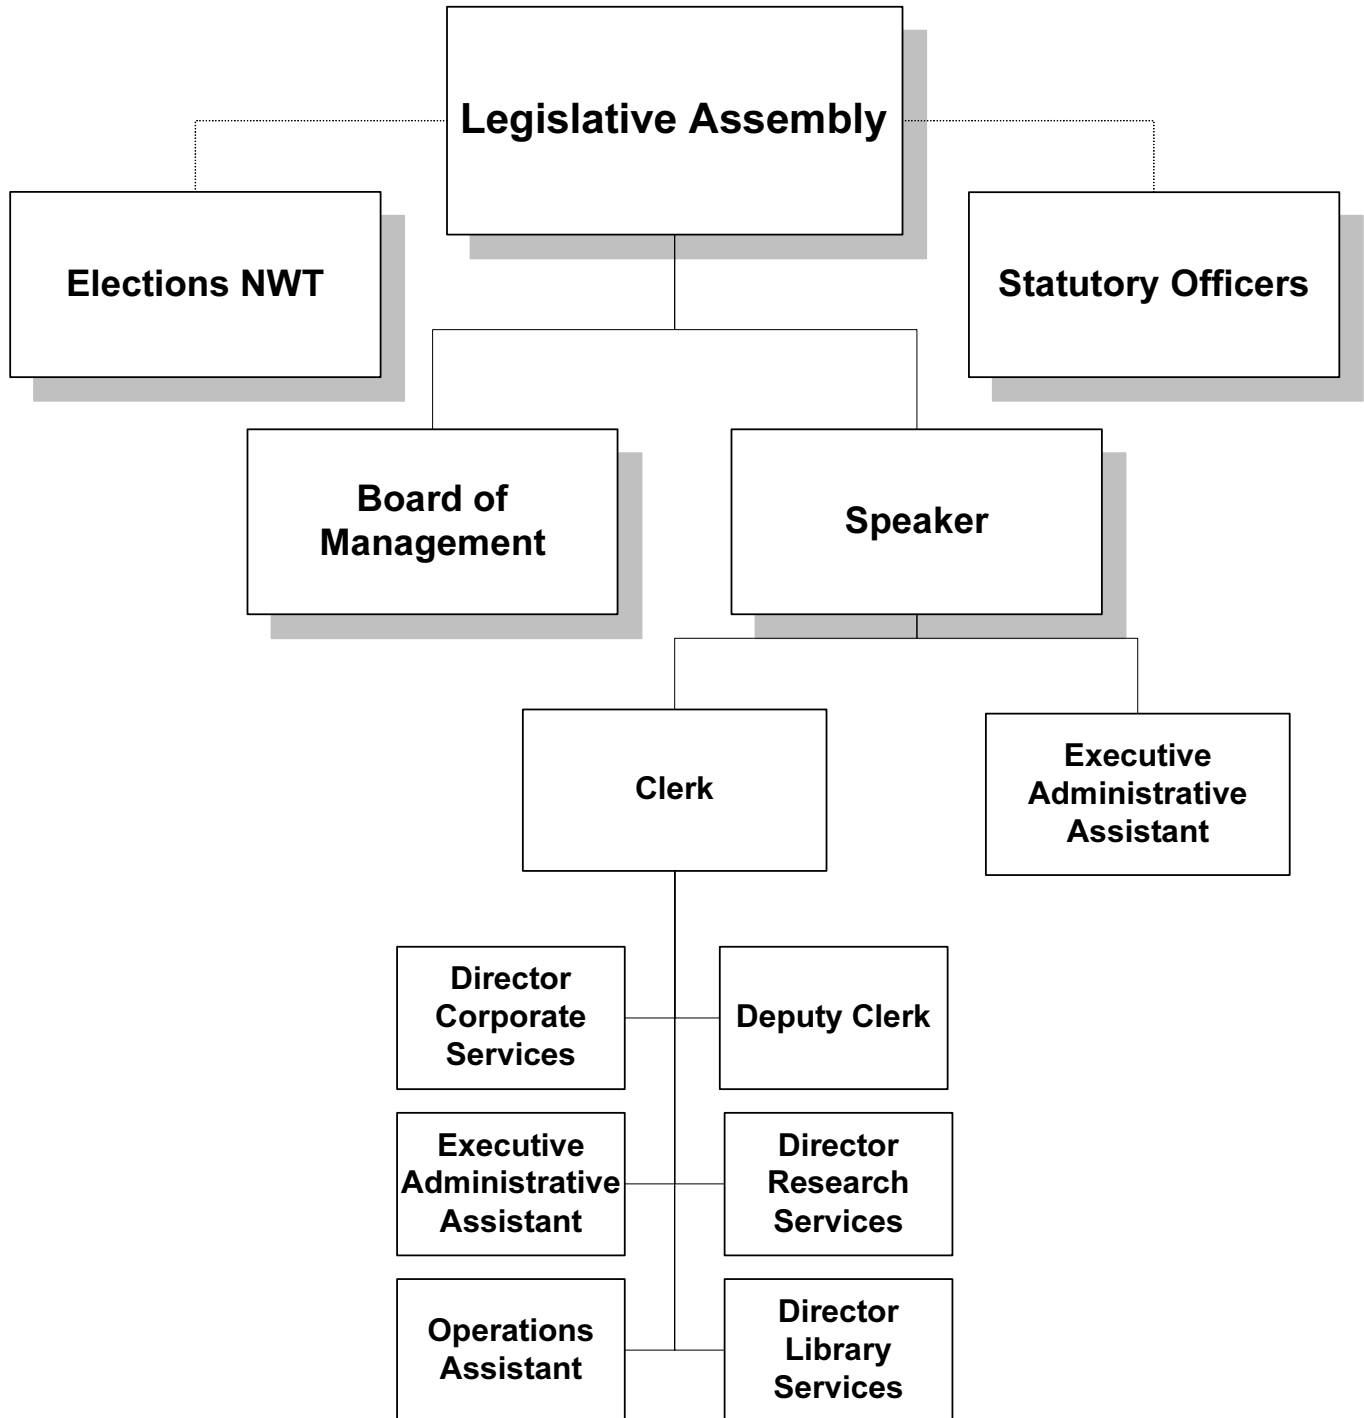 Legislative Assembly
Elections NWT
Statutory Officers
Board of
Management
Speaker
Clerk
Executive
Administrative
Assistant
Director
Corporate
Services
Deputy Clerk
Executive
Administrative
Assistant
Director
Research
Services
Operations
Assistant
Director
Library
Services